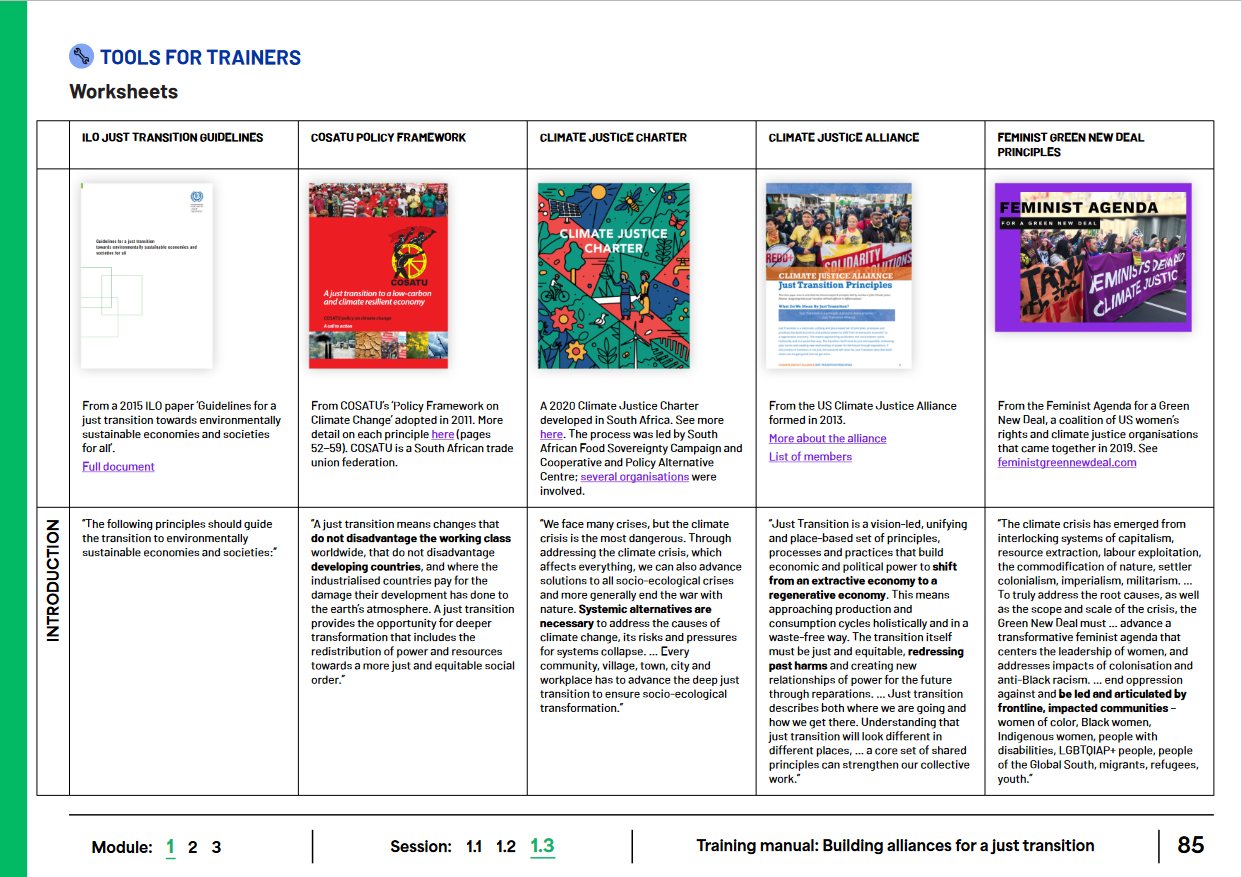 TOOLS FOR TRAINERS
Worksheets
ILO JUST TRANSITION GUIDELINES
COSATU POLICY FRAMEWORK
CLIMATE JUSTICE CHARTER
CLIMATE JUSTICE ALLIANCE
FEMINIST GREEN NEW DEAL
PRINCIPLES
Guidelines for a just transition
towards environmentally sustainable economies and
societies for all
COSATU
A just transition to a low-carbon
and climate resilient economy
COSATU policy on climate change
A call to action
CLIMATE JUSTICE
CHARTER
REDD+
SOLIDARITY
CLIMATE JUSTICE ALLIANCE
Just Transition Principles
What Do We Mean By Just Transition?
FEMINIST AGENDA
FOR A GREEN NEW DEAL
FEMINISTS DEMAND
CLIMATE JUSTICE
From a 2015 ILO paper 'Guidelines for a
just transition towards environmentally
sustainable economies and societies
for all'.
Full document
From COSATU's 'Policy Framework on
Climate Change' adopted in 2011. More
detail on each principle here (pages
52–59). COSATU is a South African trade
union federation.
A 2020 Climate Justice Charter
developed in South Africa. See more
here. The process was led by South
African Food Sovereignty Campaign and
Cooperative and Policy Alternative
Centre; several organisations were
involved.
From the US Climate Justice Alliance
formed in 2013.
More about the alliance
List of members
From the Feminist Agenda for a Green
New Deal, a coalition of US women's
rights and climate justice organisations
that came together in 2019. See
feministgreennewdeal.com
INTRODUCTION
"The following principles should guide
the transition to environmentally
sustainable economies and societies:"
"A just transition means changes that
do not disadvantage the working class
worldwide, that do not disadvantage
developing countries, and where the
industrialised countries pay for the
damage their development has done to
the earth's atmosphere. A just transition
provides the opportunity for deeper
transformation that includes the
redistribution of power and resources
towards a more just and equitable social
order."
"We face many crises, but the climate
crisis is the most dangerous. Through
addressing the climate crisis, which
affects everything, we can also advance
solutions to all socio-ecological crises
and more generally end the war with
nature. Systemic alternatives are
necessary to address the causes of
climate change, its risks and pressures
for systems collapse. ... Every
community, village, town, city and
workplace has to advance the deep just
transition to ensure socio-ecological
transformation."
"Just Transition is a vision-led, unifying
and place-based set of principles,
processes and practices that build
economic and political power to shift
from an extractive economy to a
regenerative economy. This means
approaching production and
consumption cycles holistically and in a
waste-free way. The transition itself
must be just and equitable, redressing
past harms and creating new
relationships of power for the future
through reparations. ... Just transition
describes both where we are going and
how we get there. Understanding that
just transition will look different in
different places, ... a core set of shared
principles can strengthen our collective
work."
"The climate crisis has emerged from
interlocking systems of capitalism,
resource extraction, labour exploitation,
the commodification of nature, settler
colonialism, imperialism, militarism. ...
To truly address the root causes, as well
as the scope and scale of the crisis, the
Green New Deal must ... advance a
transformative feminist agenda that
centers the leadership of women, and
addresses impacts of colonisation and
anti-Black racism. ... end oppression
against and be led and articulated by
frontline, impacted communities –
women of color, Black women,
Indigenous women, people with
disabilities, LGBTQIAP+ people, people
of the Global South, migrants, refugees,
youth."
Module: 1 2 3
Session: 1.1 1.2 1.3
Training manual: Building alliances for a just transition
85